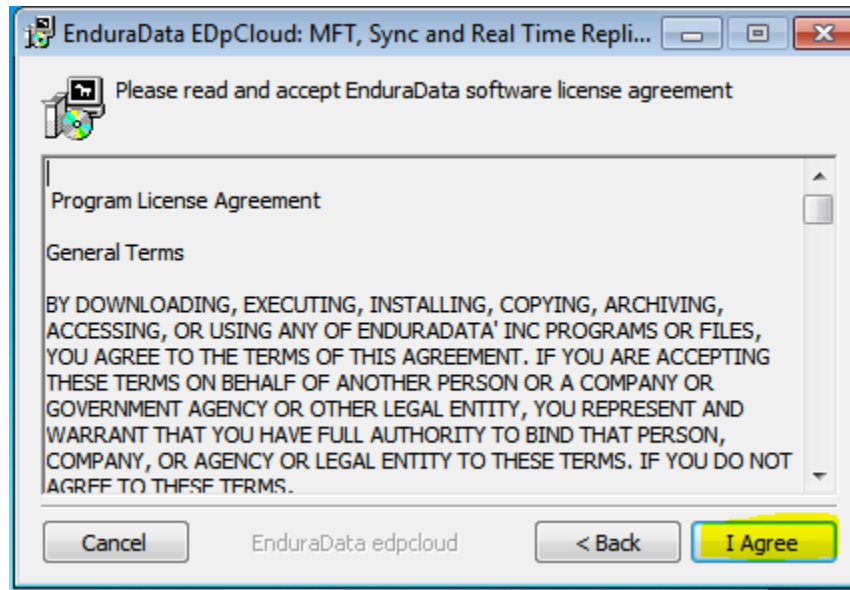 EnduraData EDpCloud: MFT, Sync and Real Time Repli...
Please read and accept EnduraData software license agreement
Program License Agreement
General Terms
BY DOWNLOADING, EXECUTING, INSTALLING, COPYING, ARCHIVING,
ACCESSING, OR USING ANY OF ENDURADATA' INC PROGRAMS OR FILES,
YOU AGREE TO THE TERMS OF THIS AGREEMENT. IF YOU ARE ACCEPTING
THESE TERMS ON BEHALF OF ANOTHER PERSON OR A COMPANY OR
GOVERNMENT AGENCY OR OTHER LEGAL ENTITY, YOU REPRESENT AND
WARRANT THAT YOU HAVE FULL AUTHORITY TO BIND THAT PERSON,
COMPANY, OR AGENCY OR LEGAL ENTITY TO THESE TERMS. IF YOU DO NOT
AGREE TO THESE TERMS,
Cancel EnduraData edpcloud < Back I Agree